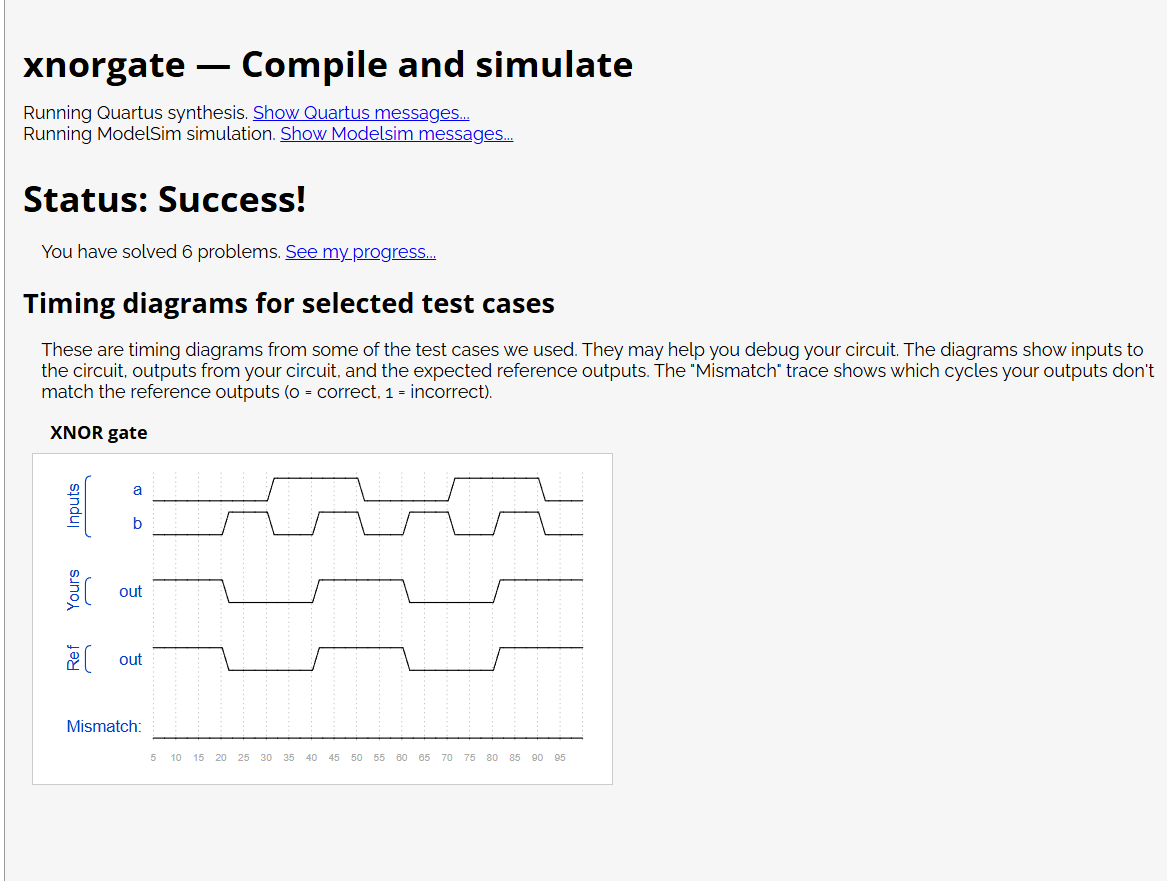 xnorgate — Compile and simulate
Running Quartus synthesis. Show Quartus messages...
Running ModelSim simulation. Show Modelsim messages...
Status: Success!
You have solved 6 problems. See my progress...
Timing diagrams for selected test cases
These are timing diagrams from some of the test cases we used. They may help you debug your circuit. The diagrams show inputs to
the circuit, outputs from your circuit, and the expected reference outputs. The "Mismatch" trace shows which cycles your outputs don't
match the reference outputs (0 = correct, 1 = incorrect).
XNOR gate
Inputs
a
b
Yours
out
Ref
out
Mismatch:
5 10 15 20 25 30 35 40 45 50 55 60 65 70 75 80 85 90 95